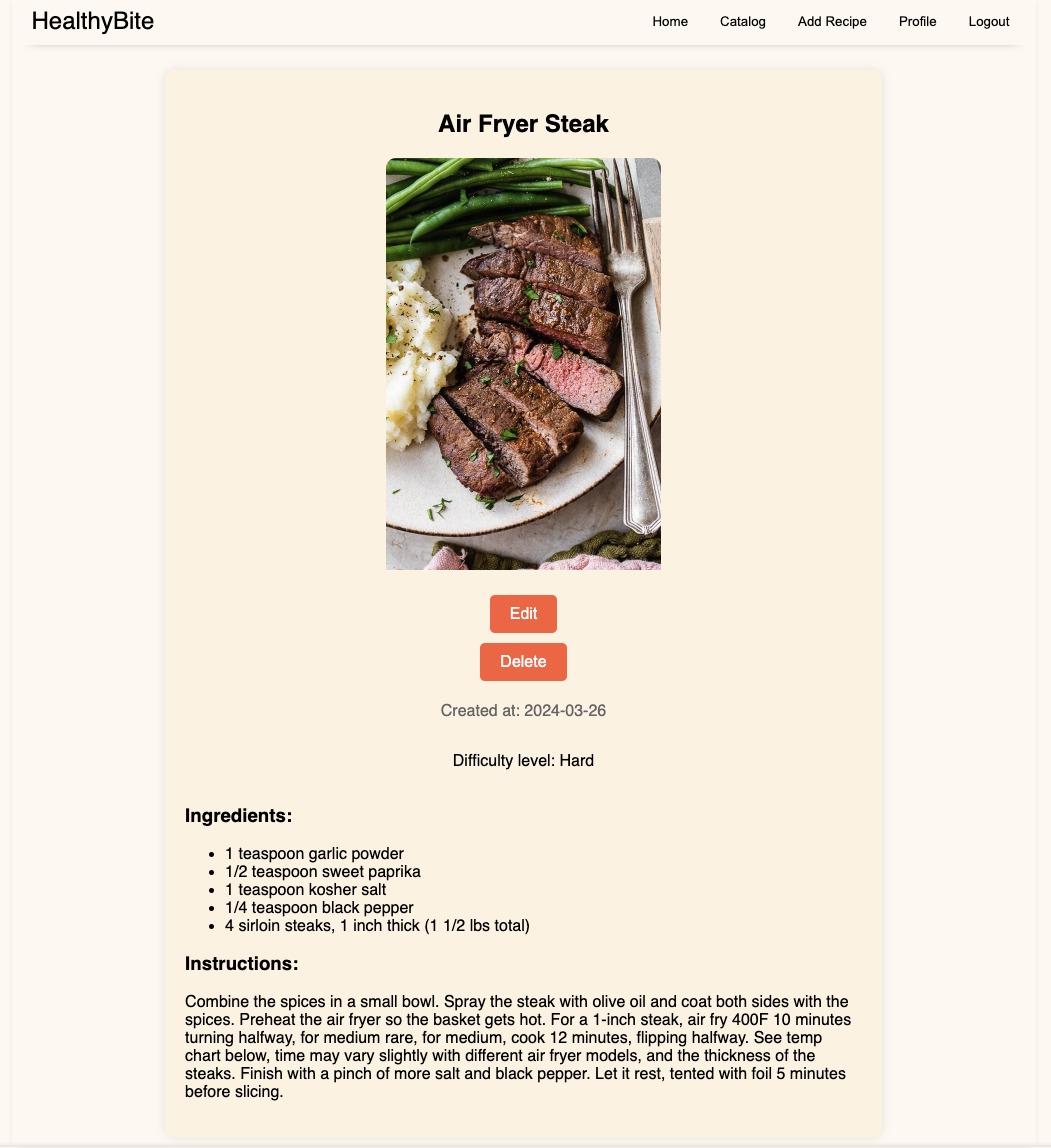 HealthyBite
Home Catalog Add Recipe Profile Logout
Air Fryer Steak
Edit
Delete
Created at: 2024-03-26
Difficulty level: Hard
Ingredients:
• 1 teaspoon garlic powder
• 1/2 teaspoon sweet paprika
• 1 teaspoon kosher salt
• 1/4 teaspoon black pepper
• 4 sirloin steaks, 1 inch thick (1 1/2 lbs total)
Instructions:
Combine the spices in a small bowl. Spray the steak with olive oil and coat both sides with the
spices. Preheat the air fryer so the basket gets hot. For a 1-inch steak, air fry 400F 10 minutes
turning halfway, for medium rare, for medium, cook 12 minutes, flipping halfway. See temp
chart below, time may vary slightly with different air fryer models, and the thickness of the
steaks. Finish with a pinch of more salt and black pepper. Let it rest, tented with foil 5 minutes
before slicing.